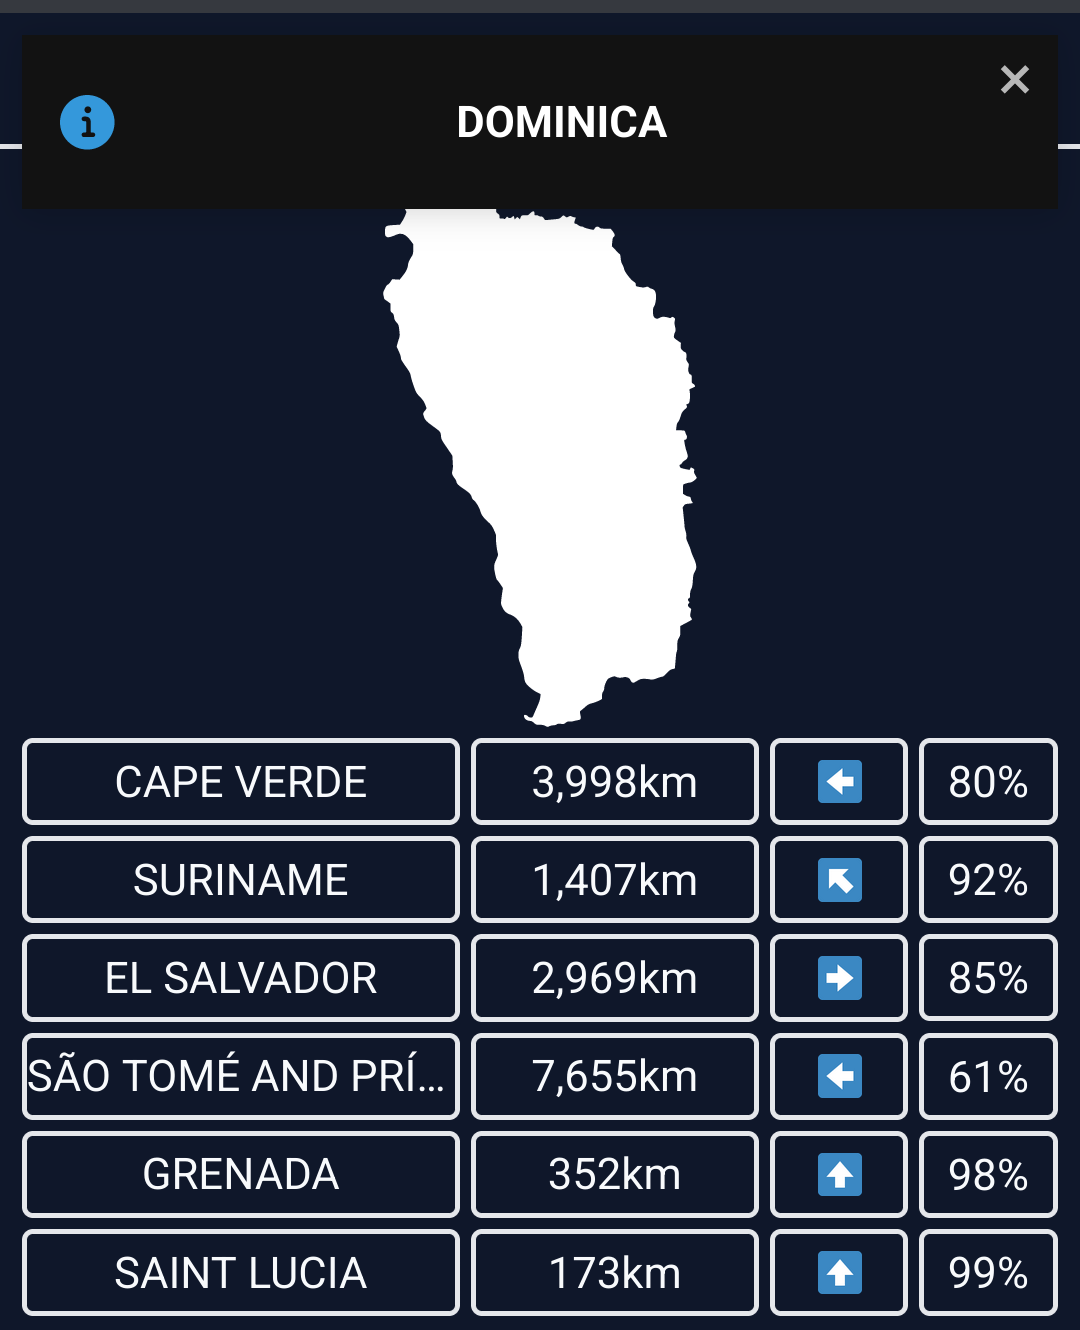 DOMINICA
CAPE VERDE 3,998km 80%
SURINAME 1,407km 92%
EL SALVADOR 2,969km 85%
SÃO TOMÉ AND PRÍ... 7,655km 61%
GRENADA 352km 98%
SAINT LUCIA 173km 99%